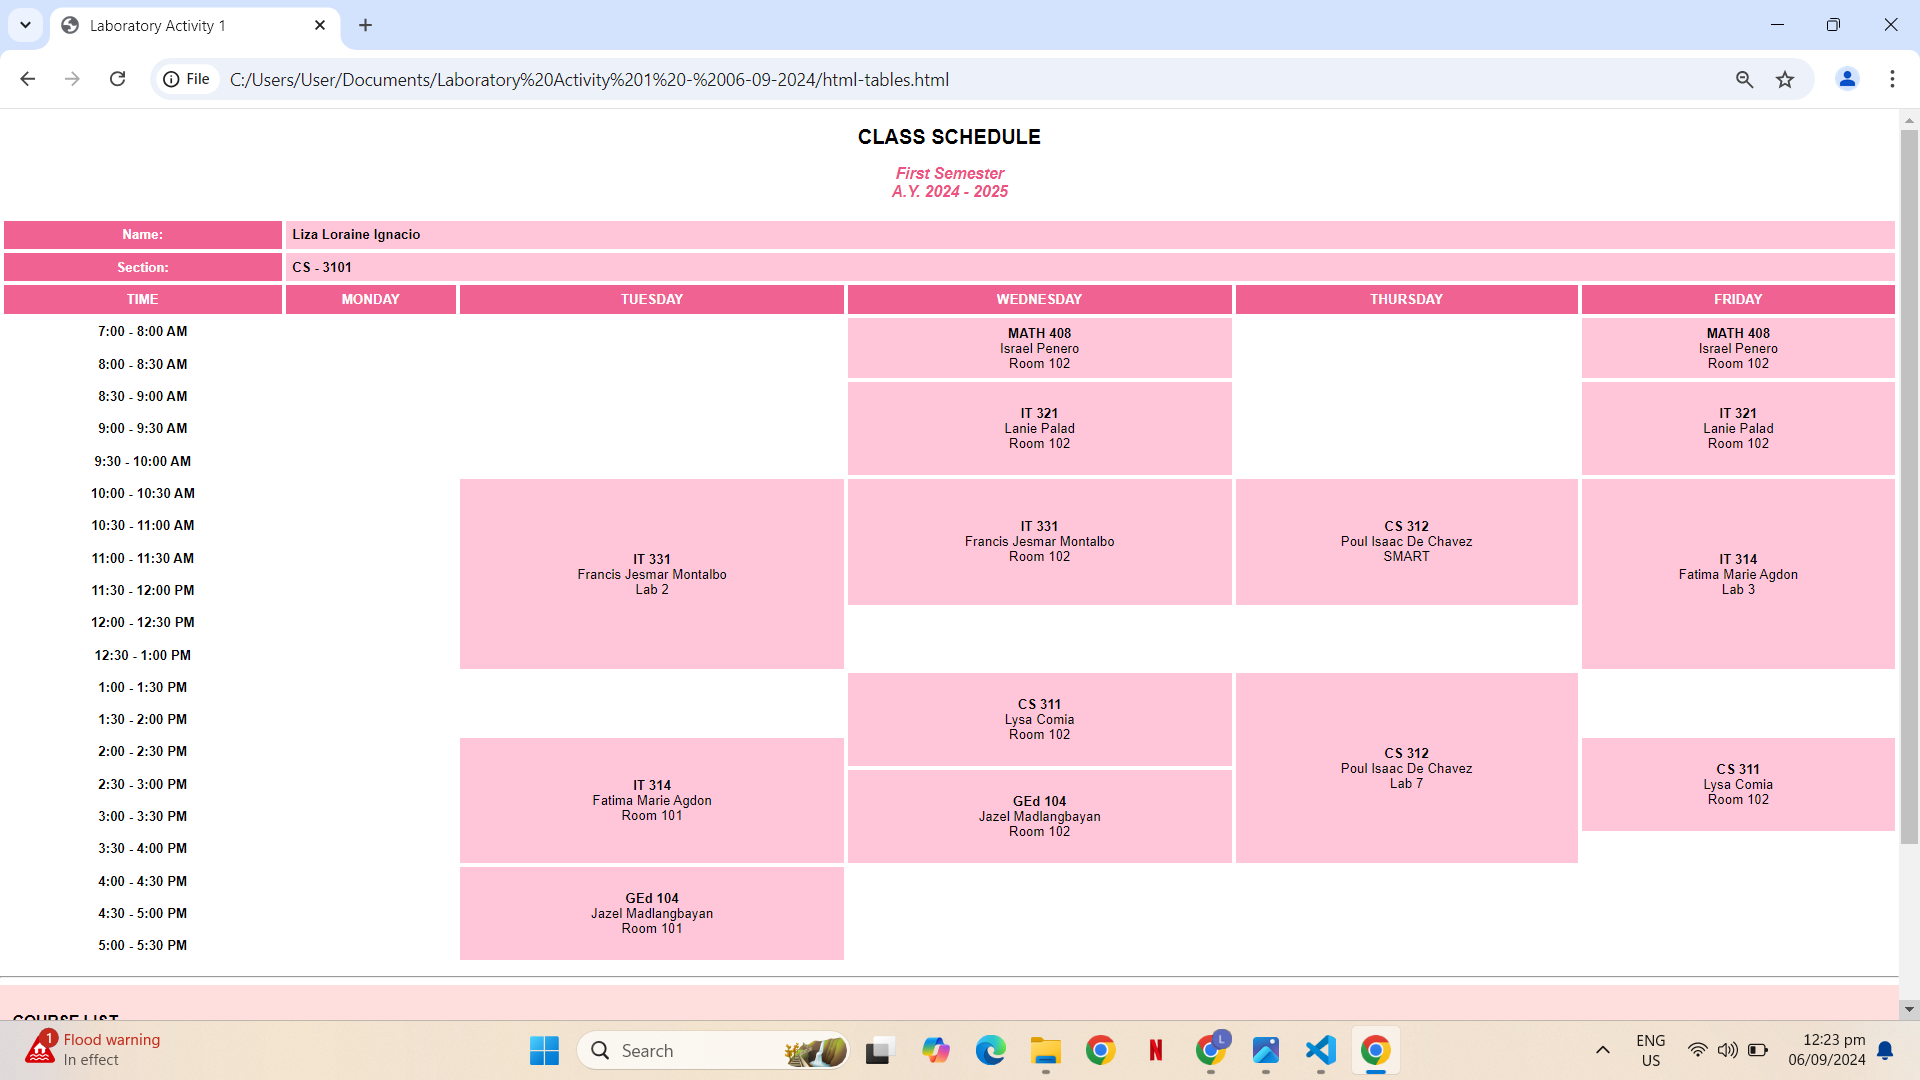 Laboratory Activity 1
File C:/Users/User/Documents/Laboratory%20Activity%201%20-%2006-09-2024/html-tables.html
CLASS SCHEDULE
First Semester
A.Y. 2024 - 2025
Name: Liza Loraine Ignacio
Section: CS - 3101
TIME MONDAY TUESDAY WEDNESDAY THURSDAY FRIDAY
7:00 - 8:00 AM
8:00 - 8:30 AM
8:30 - 9:00 AM
9:00 - 9:30 AM
9:30 - 10:00 AM
10:00 - 10:30 AM
10:30 - 11:00 AM
11:00 - 11:30 AM
11:30 - 12:00 PM
12:00 - 12:30 PM
12:30 - 1:00 PM
1:00 - 1:30 PM
1:30 - 2:00 PM
2:00 - 2:30 PM
2:30 - 3:00 PM
3:00 - 3:30 PM
3:30 - 4:00 PM
4:00 - 4:30 PM
4:30 - 5:00 PM
5:00 - 5:30 PM
IT 331
Francis Jesmar Montalbo
Lab 2
IT 314
Fatima Marie Agdon
Room 101
GEd 104
Jazel Madlangbayan
Room 101
MATH 408
Israel Penero
Room 102
IT 321
Lanie Palad
Room 102
IT 331
Francis Jesmar Montalbo
Room 102
CS 311
Lysa Comia
Room 102
GEd 104
Jazel Madlangbayan
Room 102
CS 312
Poul Isaac De Chavez
SMART
CS 312
Poul Isaac De Chavez
Lab 7
MATH 408
Israel Penero
Room 102
IT 321
Lanie Palad
Room 102
IT 314
Fatima Marie Agdon
Lab 3
CS 311
Lysa Comia
Room 102
COURSE LIST
1
Flood warning
In effect
Search
N
L
ENG
US
12:23 pm
06/09/2024